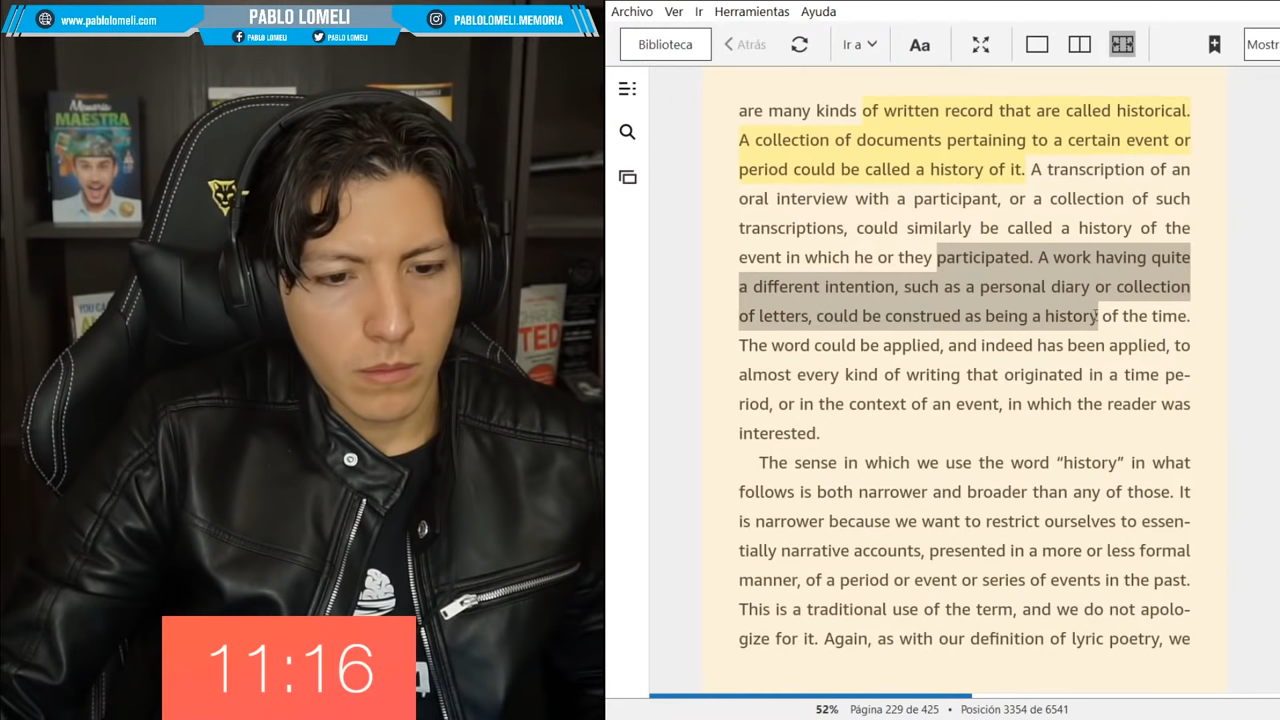 www.pablolomeli.com
PABLO LOMELI
PABLO LOMELI
PABLO LOMELI
PABLOLOMELI.MEMORIA
Memoria
MAESTRA
TED
11:16
Archivo Ver Ir Herramientas Ayuda
Biblioteca Atrás Ir a Aa Mostr
are many kinds of written record that are called historical.
A collection of documents pertaining to a certain event or
period could be called a history of it. A transcription of an
oral interview with a participant, or a collection of such
transcriptions, could similarly be called a history of the
event in which he or they participated. A work having quite
a different intention, such as a personal diary or collection
of letters, could be construed as being a history of the time.
The word could be applied, and indeed has been applied, to
almost every kind of writing that originated in a time pe-
riod, or in the context of an event, in which the reader was
interested.
The sense in which we use the word “history” in what
follows is both narrower and broader than any of those. It
is narrower because we want to restrict ourselves to essen-
tially narrative accounts, presented in a more or less formal
manner, of a period or event or series of events in the past.
This is a traditional use of the term, and we do not apolo-
gize for it. Again, as with our definition of lyric poetry, we
52% Página 229 de 425 • Posición 3354 de 6541